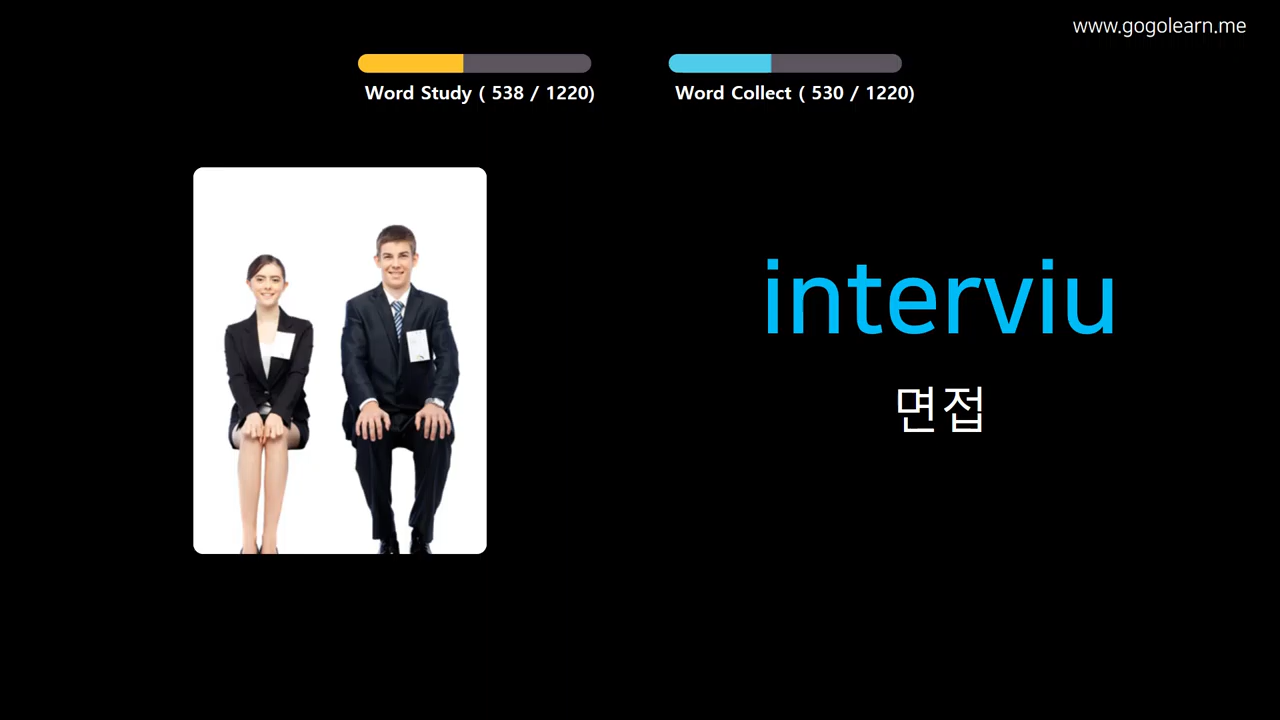 www.gogolearn.me
Word Study ( 538 / 1220)
Word Collect ( 530 / 1220)
interviu
면접